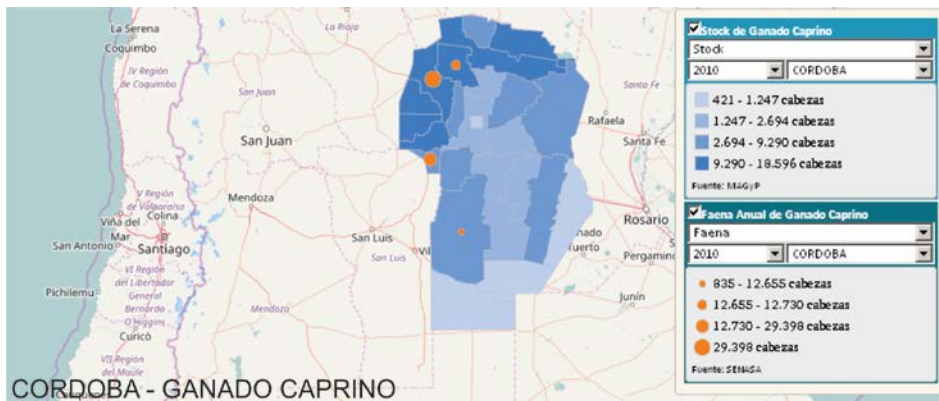 La Serena
Coquimbo
IV Región
de Coquimbo
La Rioja
San Juan
San Juan
Mendoza
V Región
de Valparaíso
Viña del
Mar
Colina
San Antonio
Santiago
VI Región
del Libertador
General
Bernardo
O'Higgins
Pichilemu
Curicó
VII Región
del Maule
Mendoza
San Luis
San Luis
Santa Fe
Rafaela
Santa Fe
Rosario
nado
uerto
Pergamino
Junín
CORDOBA - GANADO CAPRINO
Stock de Ganado Caprino
Stock
2010 CORDOBA
421 - 1.247 cabezas
1.247 - 2.694 cabezas
2.694 - 9.290 cabezas
9.290 - 18.596 cabezas
Fuente: MAGyP
Faena Anual de Ganado Caprino
Faena
2010 CORDOBA
835 - 12.655 cabezas
12.655 - 12.730 cabezas
12.730 - 29.398 cabezas
29.398 cabezas
Fuente: SENASA